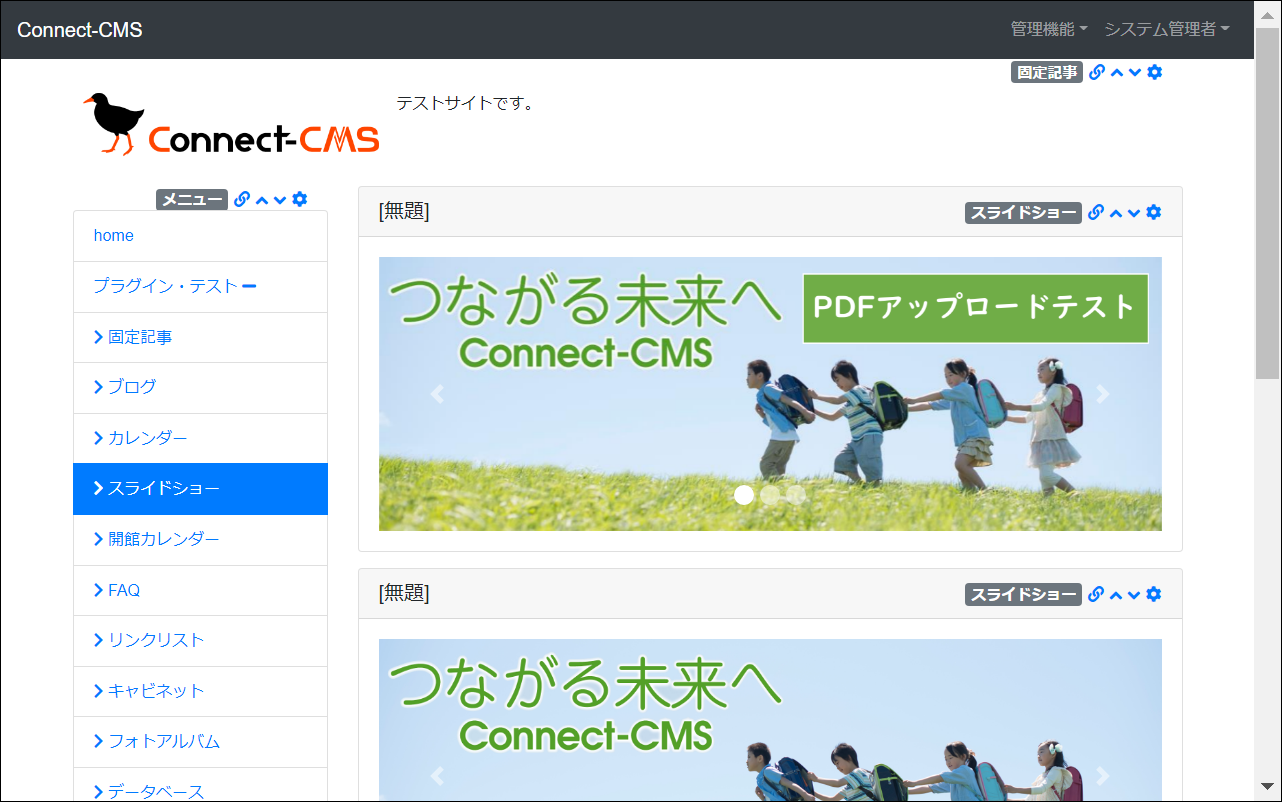 Connect-CMS
管理機能 システム管理者
固定記事
Connect-CMS
テストサイトです。
メニュー
home
プラグイン・テスト
固定記事
ブログ
カレンダー
スライドショー
開館カレンダー
FAQ
リンクリスト
キャビネット
フォトアルバム
データベース
[無題]
スライドショー
つながる未来へ
Connect-CMS
PDFアップロードテスト
[無題]
スライドショー
つながる未来へ
Connect-CMS